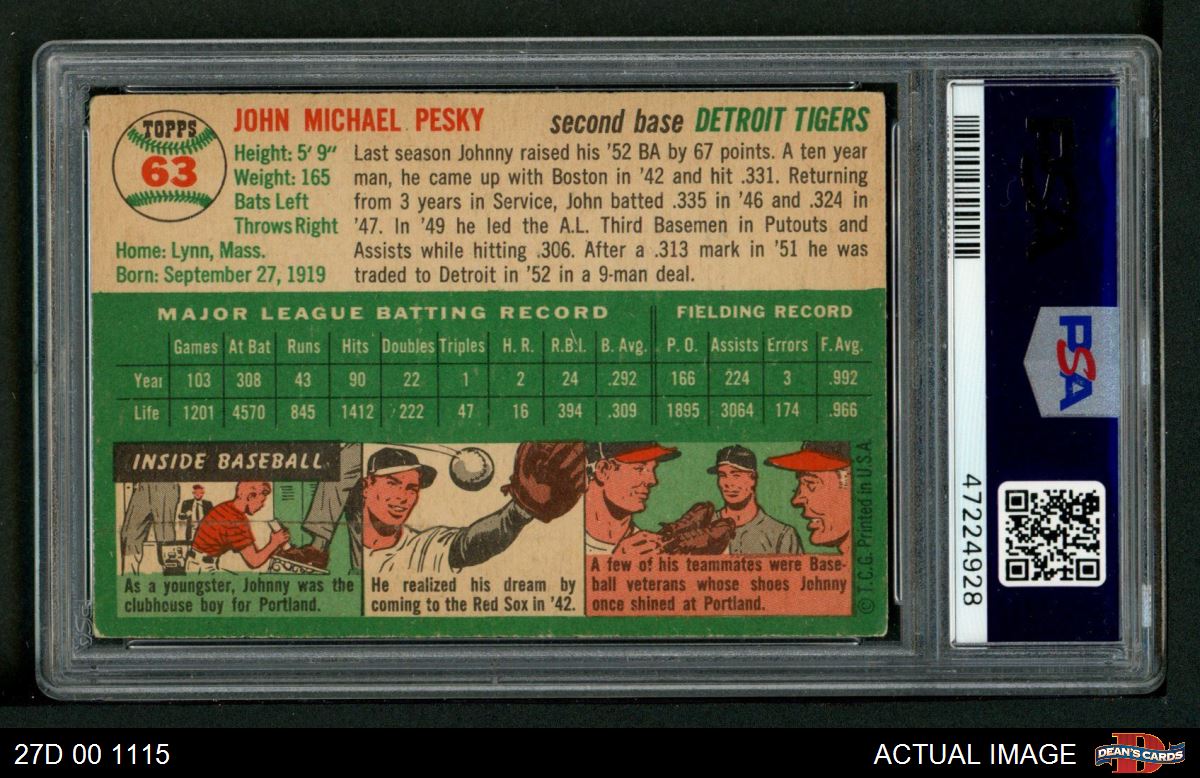 TOPPS
63
JOHN MICHAEL PESKY
second base DETROIT TIGERS
Height: 5' 9"
Weight: 165
Bats Left
Throws Right
Home: Lynn, Mass.
Born: September 27, 1919
Last season Johnny raised his '52 BA by 67 points. A ten year
man, he came up with Boston in '42 and hit .331. Returning
from 3 years in Service, John batted .335 in '46 and .324 in
'47. In '49 he led the A.L. Third Basemen in Putouts and
Assists while hitting .306. After a .313 mark in '51 he was
traded to Detroit in '52 in a 9-man deal.
MAJOR LEAGUE BATTING RECORD FIELDING RECORD
Games At Bat Runs Hits Doubles Triples H. R. R.B.I. B. Avg. P. O. Assists Errors F. Avg.
Year 103 308 43 90 22 1 2 24 .292 166 224 3 .992
Life 1201 4570 845 1412 222 47 16 394 .309 1895 3064 174 .966
INSIDE BASEBALL
As a youngster, Johnny was the
clubhouse boy for Portland.
He realized his dream by
coming to the Red Sox in '42.
A few of his teammates were Base-
ball veterans whose shoes Johnny
once shined at Portland.
© T.C.G. Printed in U.S.A
PSA
PSA
47224928
27D 00 1115
ACTUAL IMAGE
DEAN'S CARDS